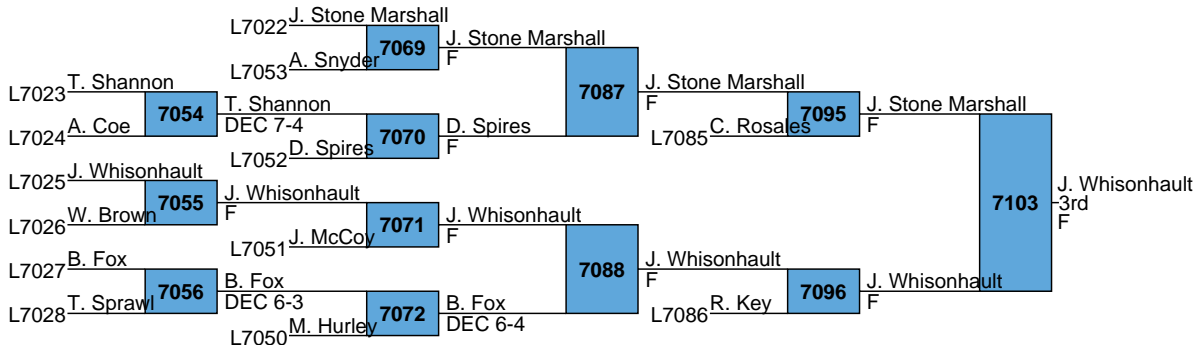 L7022 J. Stone Marshall
7069
J. Stone Marshall
F
L7053 A. Snyder
L7023 T. Shannon
7054
T. Shannon
DEC 7-4
L7024 A. Coe
7070
D. Spires
F
L7052 D. Spires
7087
J. Stone Marshall
F
L7085 C. Rosales
7095
J. Stone Marshall
F
L7025 J. Whisonhault
7055
J. Whisonhault
F
L7026 W. Brown
7071
J. Whisonhault
F
L7051 J. McCoy
L7027 B. Fox
7056
B. Fox
DEC 6-3
L7028 T. Sprawl
7072
B. Fox
DEC 6-4
L7050 M. Hurley
7088
J. Whisonhault
F
L7086 R. Key
7096
J. Whisonhault
F
7103
J. Whisonhault
3rd
F